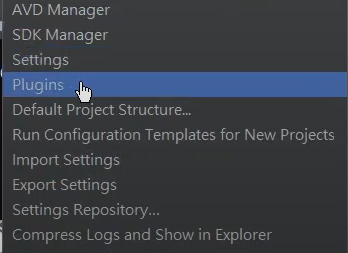 AVD Manager
SDK Manager
Settings
Plugins
Default Project Structure...
Run Configuration Templates for New Projects
Import Settings
Export Settings
Settings Repository...
Compress Logs and Show in Explorer